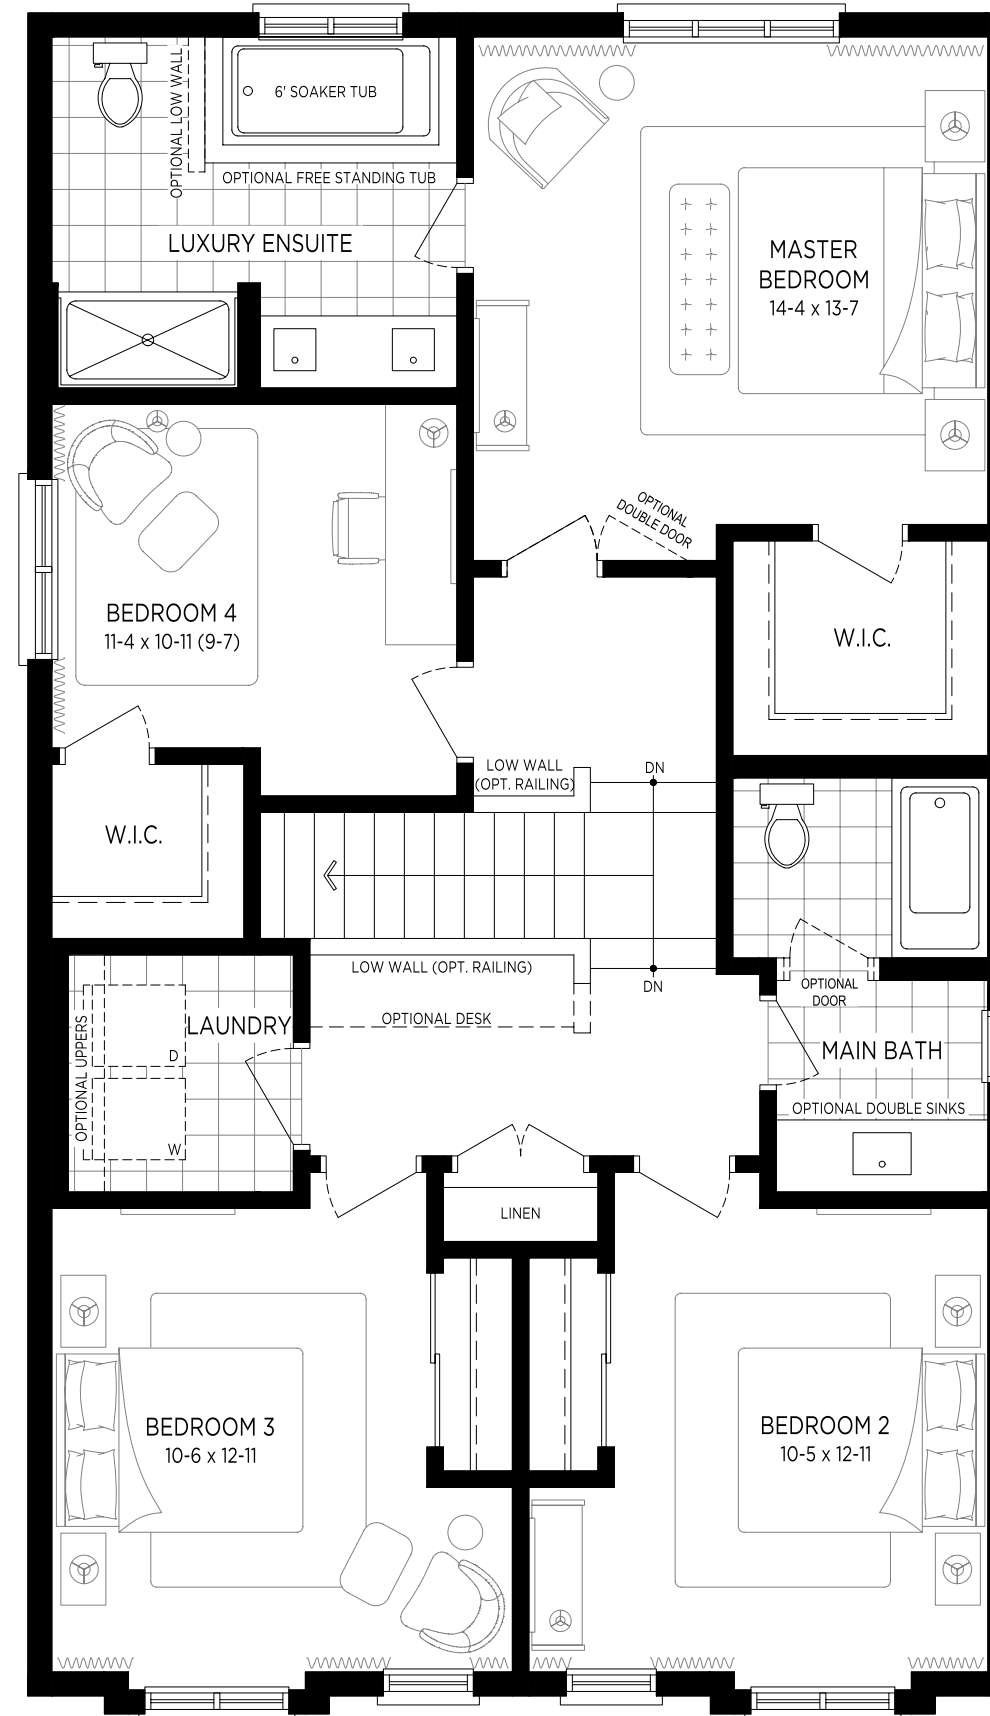 OPTIONAL LOW WALL
6' SOAKER TUB
OPTIONAL FREE STANDING TUB
LUXURY ENSUITE
MASTER
BEDROOM
14-4 x 13-7
OPTIONAL
DOUBLE DOOR
BEDROOM 4
11-4 x 10-11 (9-7)
W.I.C.
LOW WALL
(OPT. RAILING)
DN
W.I.C.
LOW WALL (OPT. RAILING)
DN
OPTIONAL
DOOR
OPTIONAL DESK
LAUNDRY
OPTIONAL UPPERS
D
W
MAIN BATH
OPTIONAL DOUBLE SINKS
LINEN
BEDROOM 3
10-6 x 12-11
BEDROOM 2
10-5 x 12-11